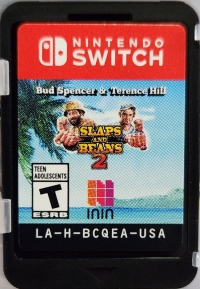 NINTENDO
SWITCH
Bud Spencer & Terence Hill
SLAPS
AND
BEANS
2
TEEN
ADOLESCENTS
T
ESRB
ININ
LA-H-BCQEA-USA